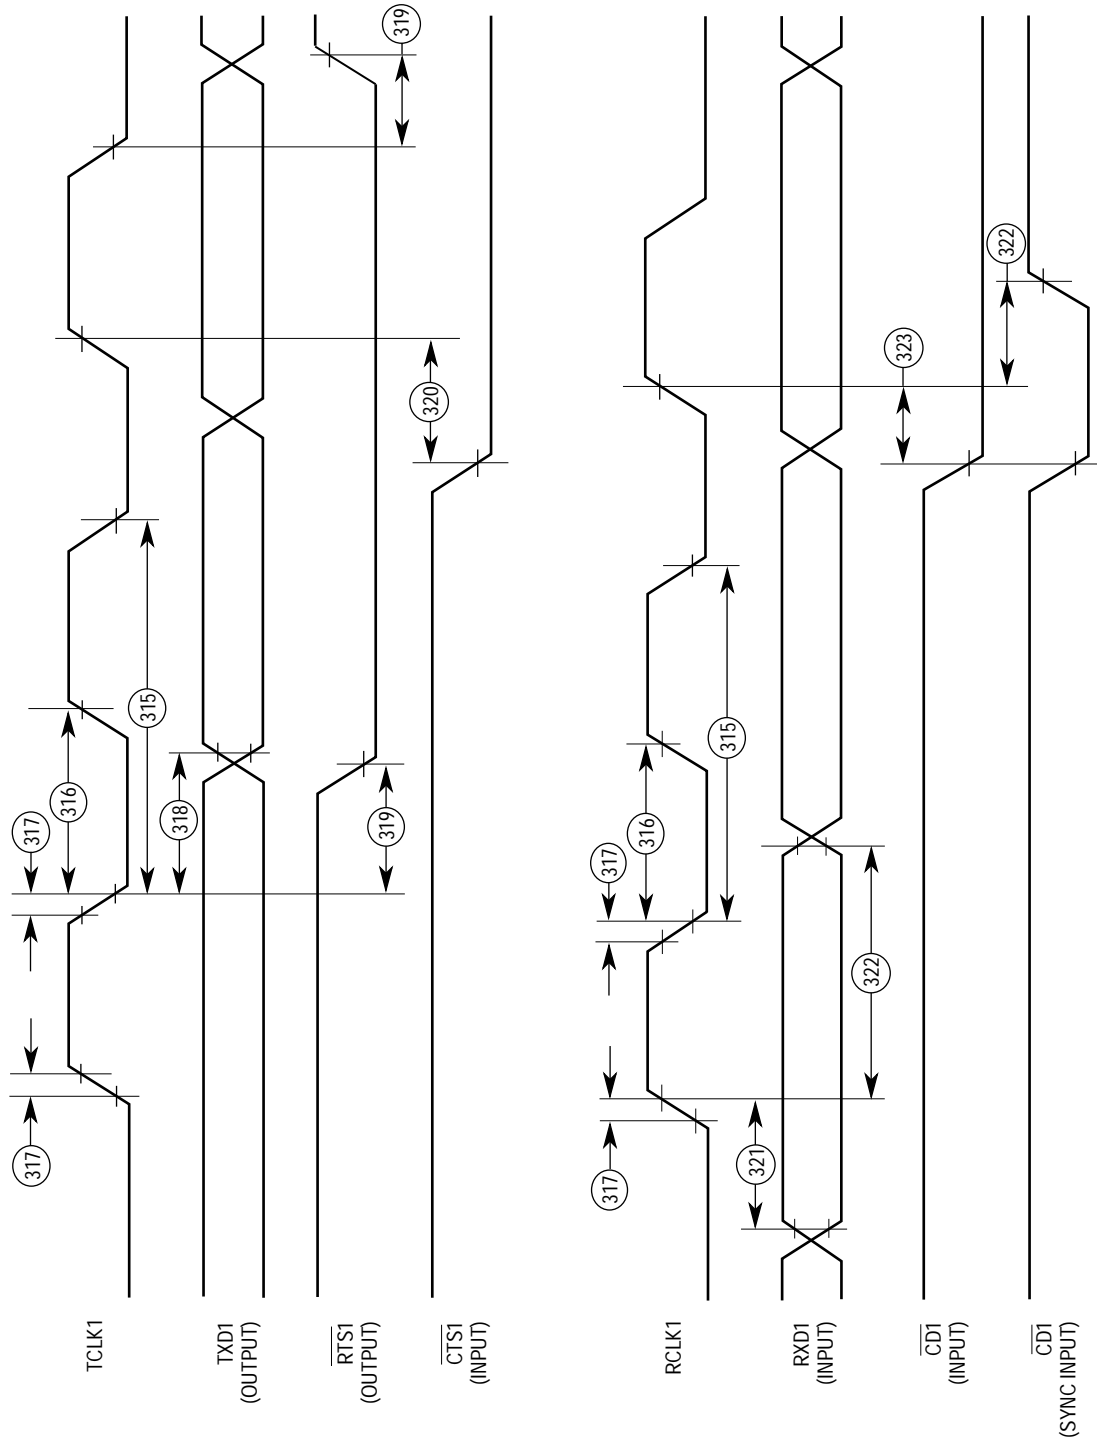 317
317
316
TCLK1
315
318
TXD1
(OUTPUT)
RTS1
(OUTPUT)
319
319
320
CTS1
(INPUT)
317
317
316
RCLK1
315
321
RXD1
(INPUT)
322
323
CD1
(INPUT)
322
CD1
(SYNC INPUT)